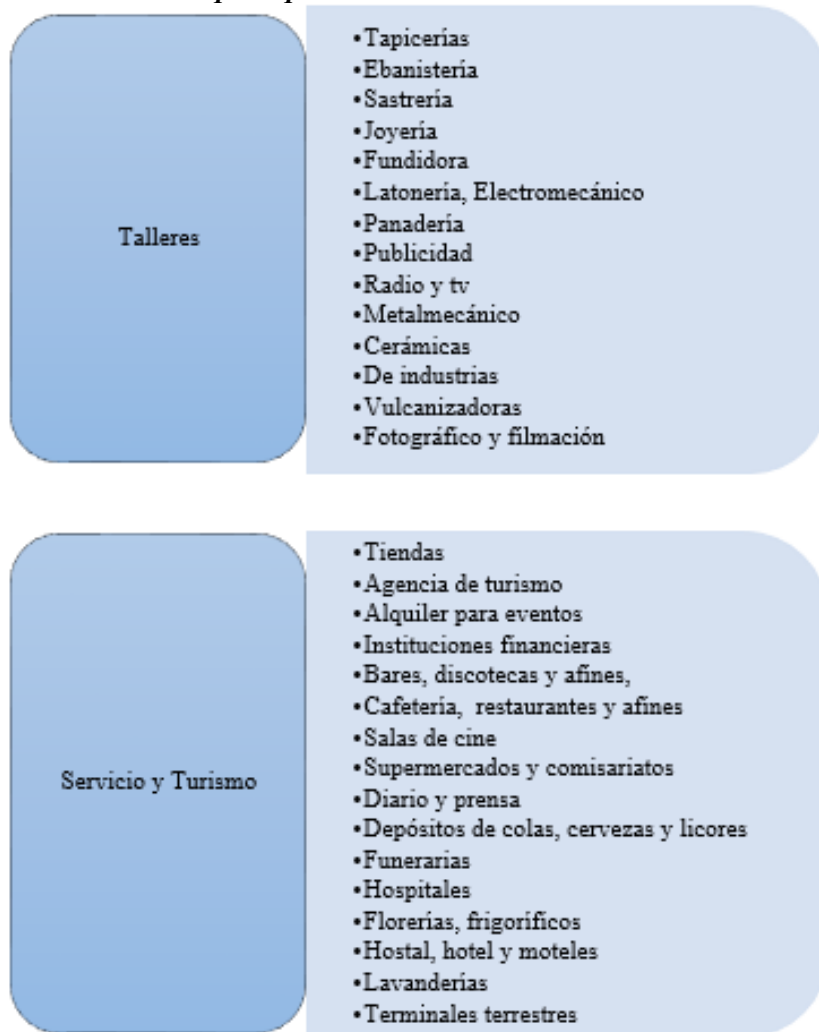 Talleres
•Tapicerías
•Ebanistería
•Sastrería
•Joyería
•Fundidora
•Latonería, Electromecánico
•Panadería
•Publicidad
•Radio y tv
•Metalmecánico
•Cerámicas
•De industrias
•Vulcanizadoras
•Fotográfico y filmación
Servicio y Turismo
•Tiendas
•Agencia de turismo
•Alquiler para eventos
•Instituciones financieras
•Bares, discotecas y afines,
•Cafetería, restaurantes y afines
•Salas de cine
•Supermercados y comisariatos
•Diario y prensa
•Depósitos de colas, cervezas y licores
•Funerarias
•Hospitales
•Florerías, frigoríficos
•Hostal, hotel y moteles
•Lavanderías
•Terminales terrestres